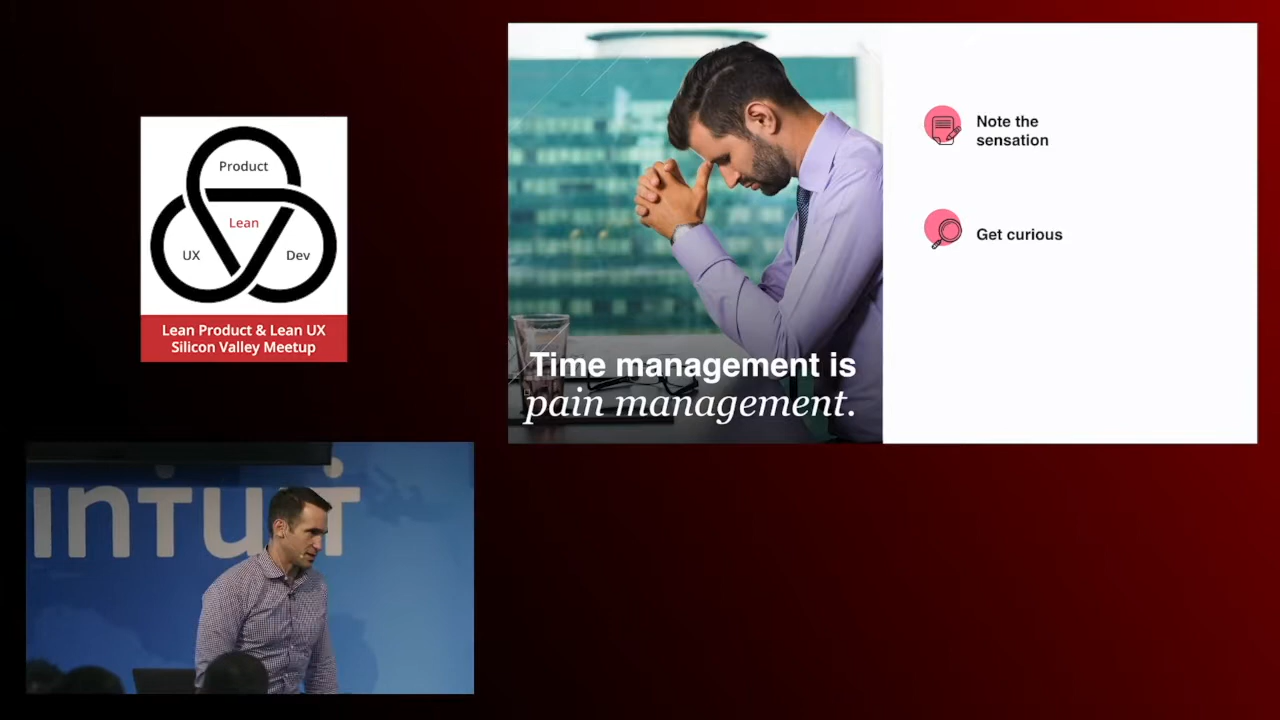 Product
Lean
UX
Dev
Lean Product & Lean UX
Silicon Valley Meetup
Time management is
pain management.
Note the
sensation
Get curious
intuit